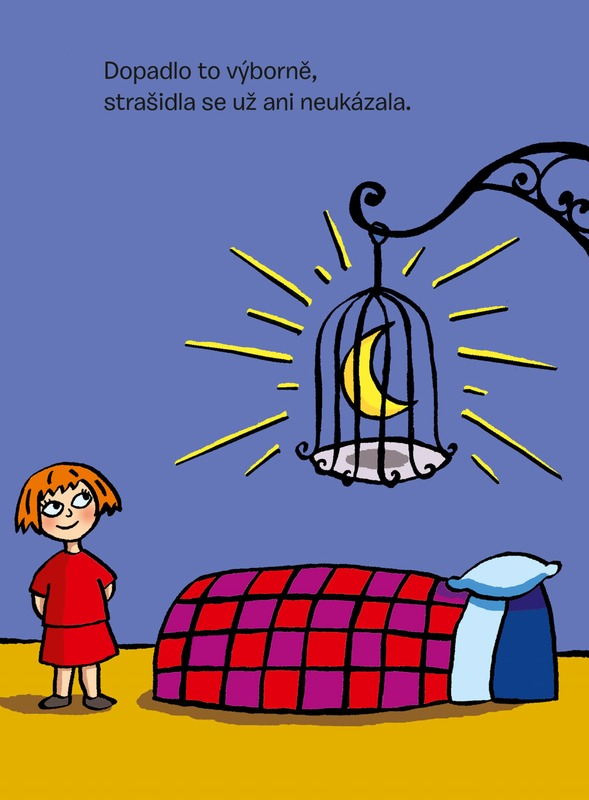 Dopadlo to výborně,
strašidla se už ani neukázala.